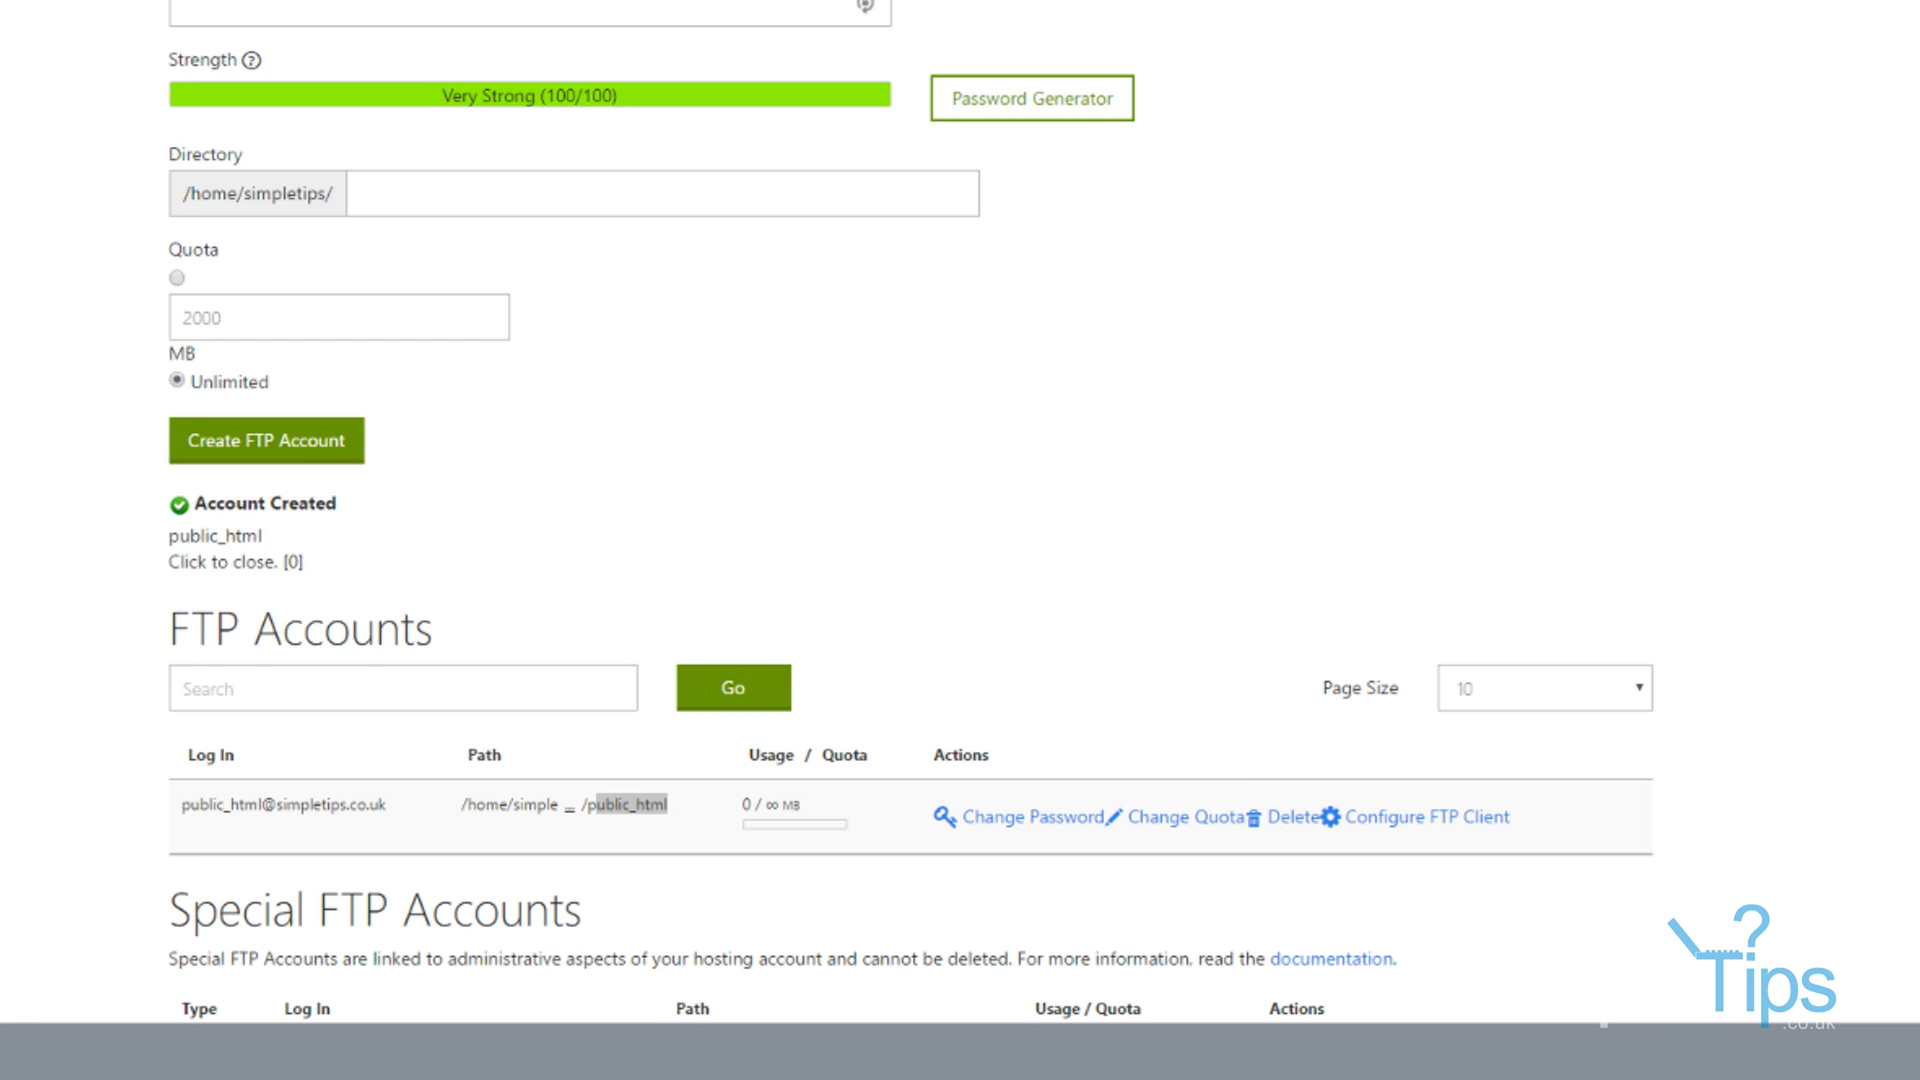 Strength ?
Very Strong (100/100)
Password Generator
Directory
/home/simpletips/
Quota
2000
MB
Unlimited
Create FTP Account
Account Created
public_html
Click to close. [0]
FTP Accounts
Search
Go
Page Size
10
Log In Path Usage / Quota Actions
public_html@simpletips.co.uk /home/simple ... /public_html 0 / ∞ MB
Change Password Change Quota Delete Configure FTP Client
Special FTP Accounts
Special FTP Accounts are linked to administrative aspects of your hosting account and cannot be deleted. For more information, read the documentation.
Type Log In Path Usage / Quota Actions
?
Tips
.co.uk